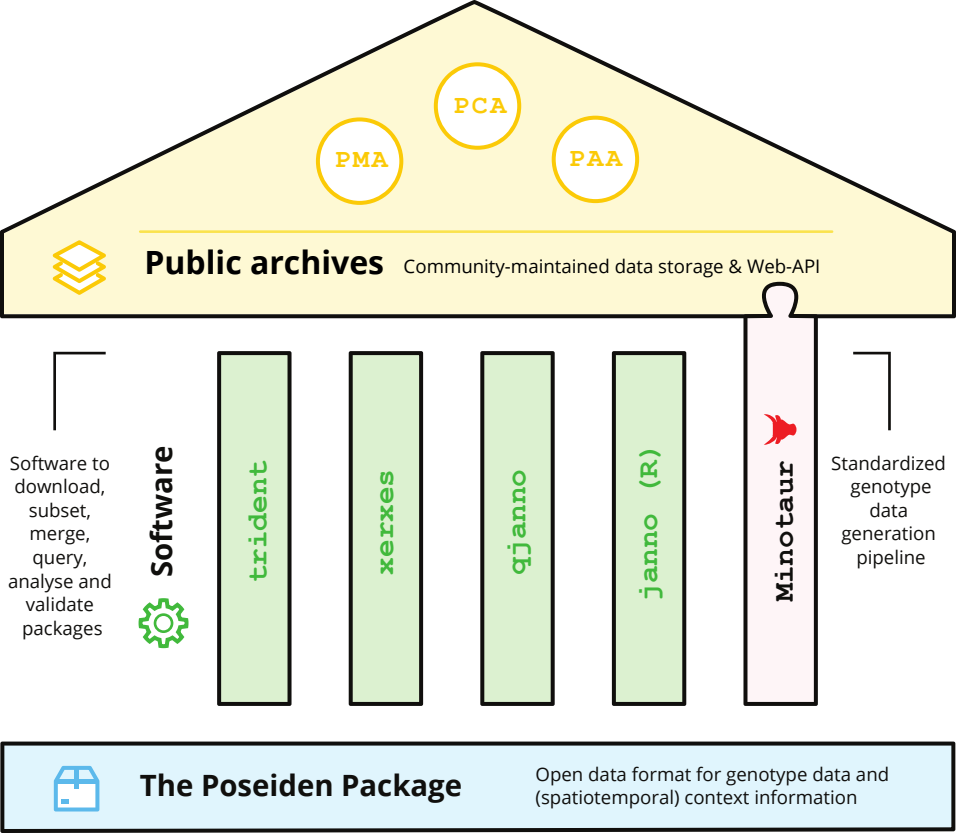 PCA
PMA
PAA
Public archives
Community-maintained data storage & Web-API
Software to
download,
subset,
merge,
query,
analyse and
validate
packages
Software
trident
xerxes
qjanno
janno (R)
Minotaur
Standardized
genotype
data
generation
pipeline
The Poseiden Package
Open data format for genotype data and
(spatiotemporal) context information